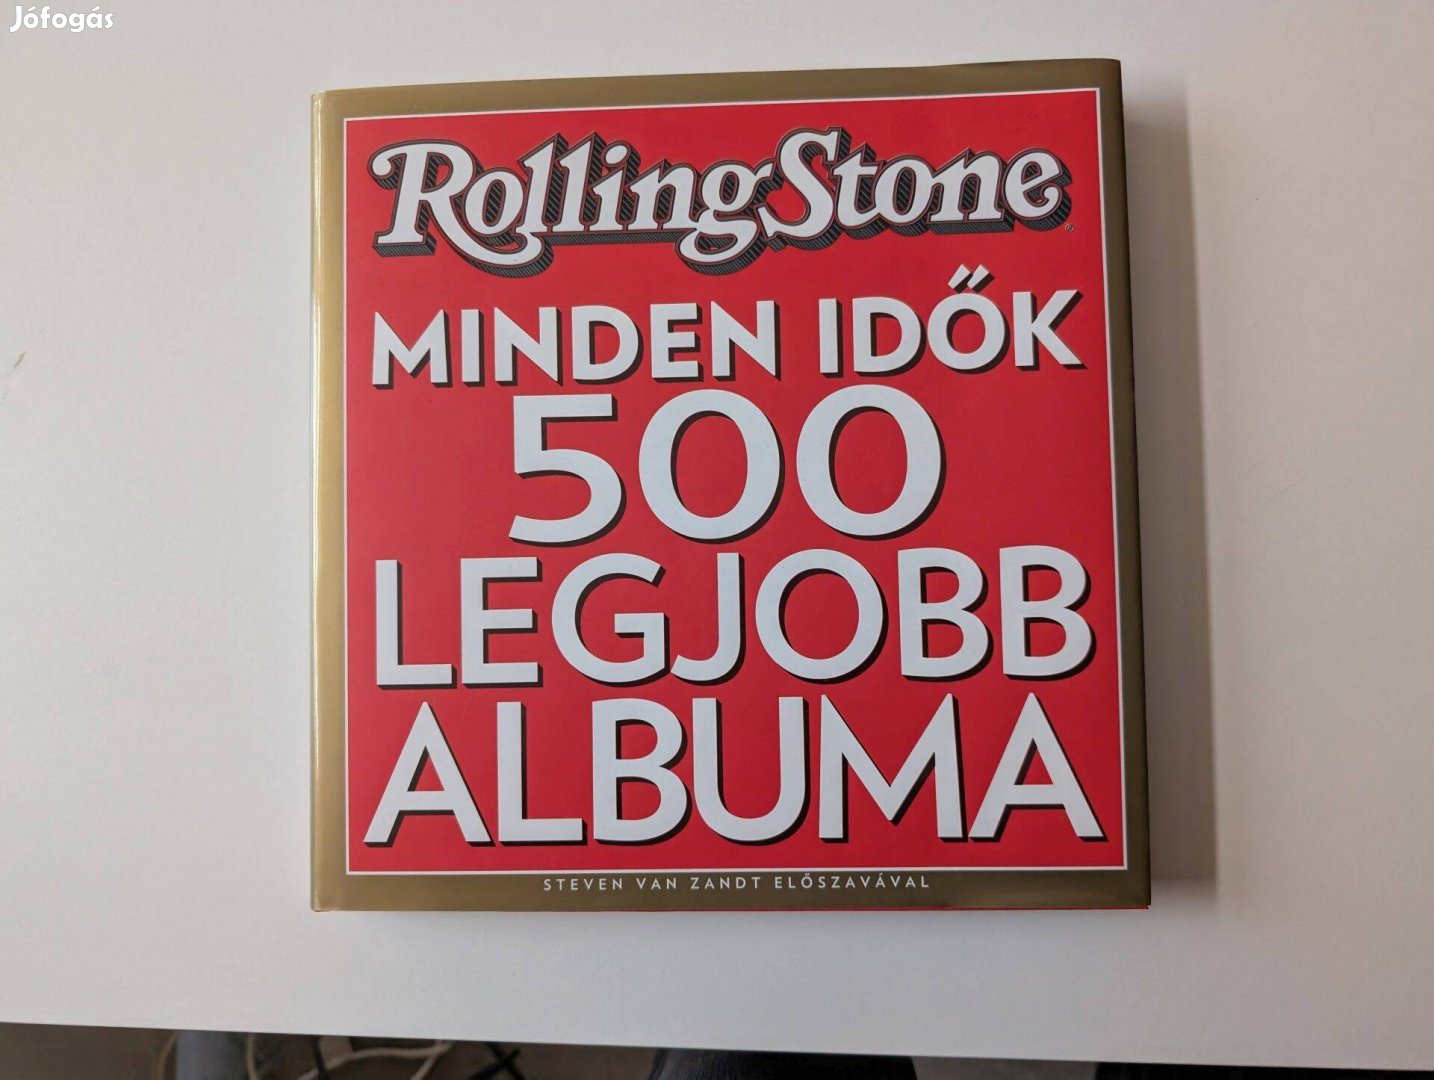 Jófogás
RollingStone
MINDEN IDŐK
500
LEGJOBB
ALBUMA
STEVEN VAN ZANDT ELŐSZAVÁVAL